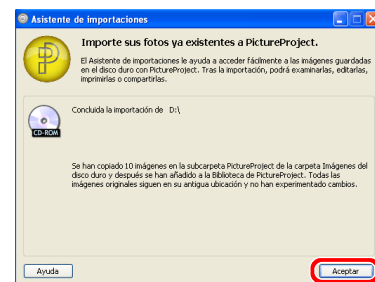 Asistente de importaciones
Importe sus fotos ya existentes a PictureProject.
El Asistente de importaciones le ayuda a acceder fácilmente a las imágenes guardadas
en el disco duro con PictureProject. Tras la importación, podrá examinarlas, editarlas,
imprimirlas o compartirlas.
Concluida la importación de D:\
CD-ROM
Se han copiado 10 imágenes en la subcarpeta PictureProject de la carpeta Imágenes del
disco duro y después se han añadido a la Biblioteca de PictureProject. Todas las
imágenes originales siguen en su antigua ubicación y no han experimentado cambios.
Ayuda
Aceptar